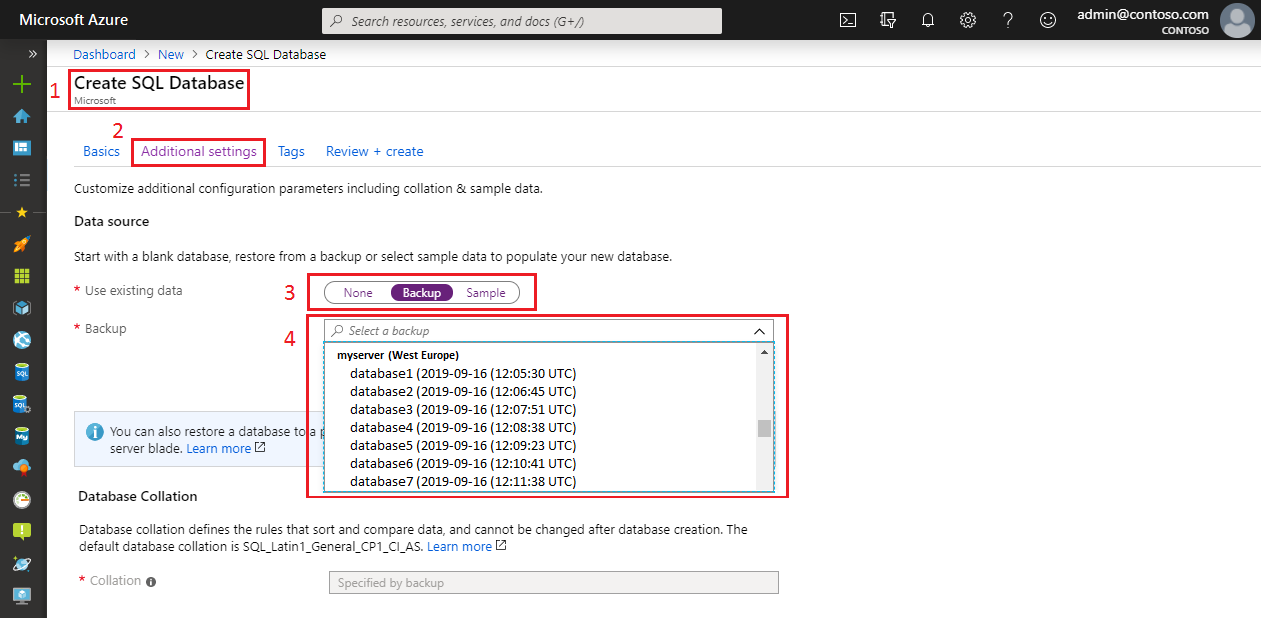 Microsoft Azure
Search resources, services, and docs (G+/)
admin@contoso.com
CONTOSO
Dashboard > New > Create SQL Database
1
Create SQL Database
Microsoft
2
Basics Additional settings Tags Review + create
Customize additional configuration parameters including collation & sample data.
Data source
Start with a blank database, restore from a backup or select sample data to populate your new database.
* Use existing data
3
None Backup Sample
* Backup
4
Select a backup
myserver (West Europe)
database1 (2019-09-16 (12:05:30 UTC)
database2 (2019-09-16 (12:06:45 UTC)
database3 (2019-09-16 (12:07:51 UTC)
database4 (2019-09-16 (12:08:38 UTC)
database5 (2019-09-16 (12:09:23 UTC)
database6 (2019-09-16 (12:10:41 UTC)
database7 (2019-09-16 (12:11:38 UTC)
You can also restore a database to a p
server blade. Learn more
Database Collation
Database collation defines the rules that sort and compare data, and cannot be changed after database creation. The
default database collation is SQL_Latin1_General_CP1_CI_AS. Learn more
* Collation
Specified by backup